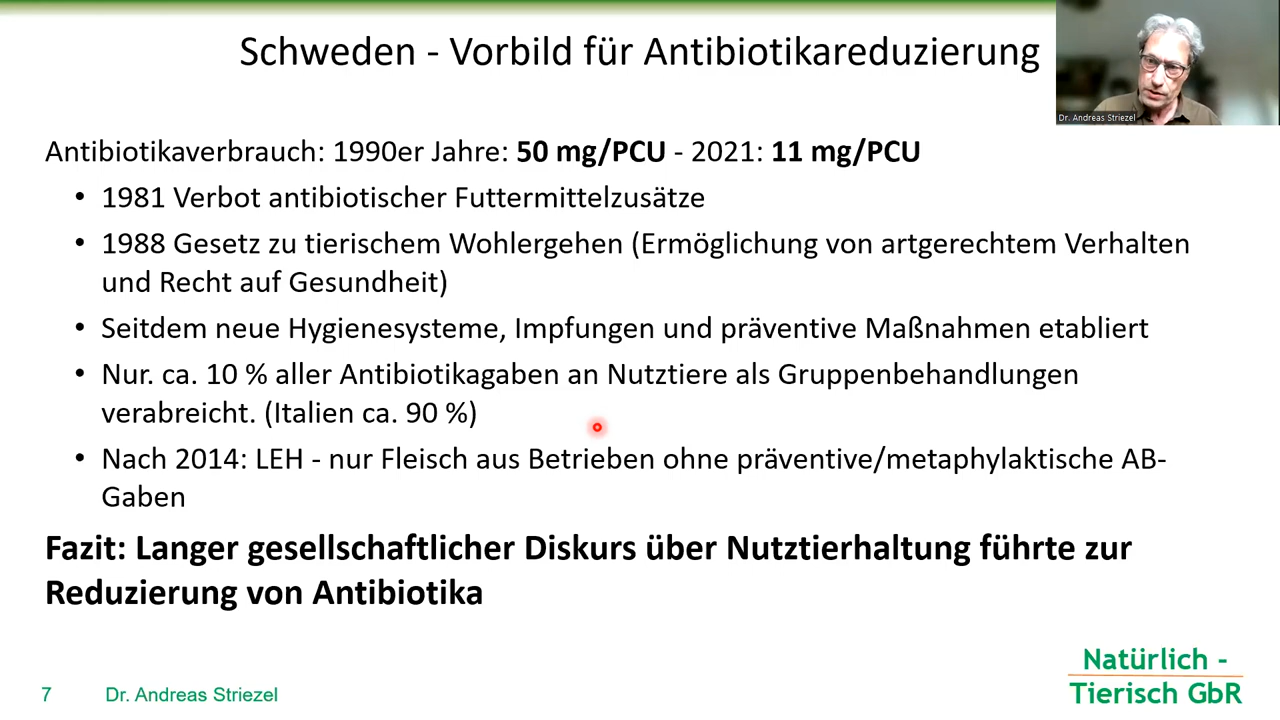 Schweden - Vorbild für Antibiotikareduzierung
Dr. Andreas Striezel
Antibiotikaverbrauch: 1990er Jahre: 50 mg/PCU - 2021: 11 mg/PCU
• 1981 Verbot antibiotischer Futtermittelzusätze
• 1988 Gesetz zu tierischem Wohlergehen (Ermöglichung von artgerechtem Verhalten
und Recht auf Gesundheit)
• Seitdem neue Hygienesysteme, Impfungen und präventive Maßnahmen etabliert
• Nur. ca. 10 % aller Antibiotikagaben an Nutztiere als Gruppenbehandlungen
verabreicht. (Italien ca. 90 %)
• Nach 2014: LEH - nur Fleisch aus Betrieben ohne präventive/metaphylaktische AB-
Gaben
Fazit: Langer gesellschaftlicher Diskurs über Nutztierhaltung führte zur
Reduzierung von Antibiotika
7 Dr. Andreas Striezel
Natürlich -
Tierisch GbR